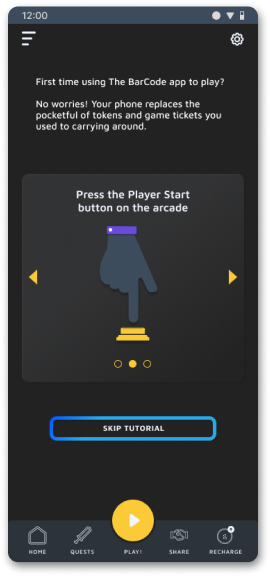 12:00
First time using The BarCode app to play?
No worries! Your phone replaces the
pocketful of tokens and game tickets you
used to carrying around.
Press the Player Start
button on the arcade
SKIP TUTORIAL
HOME QUESTS PLAY! SHARE RECHARGE